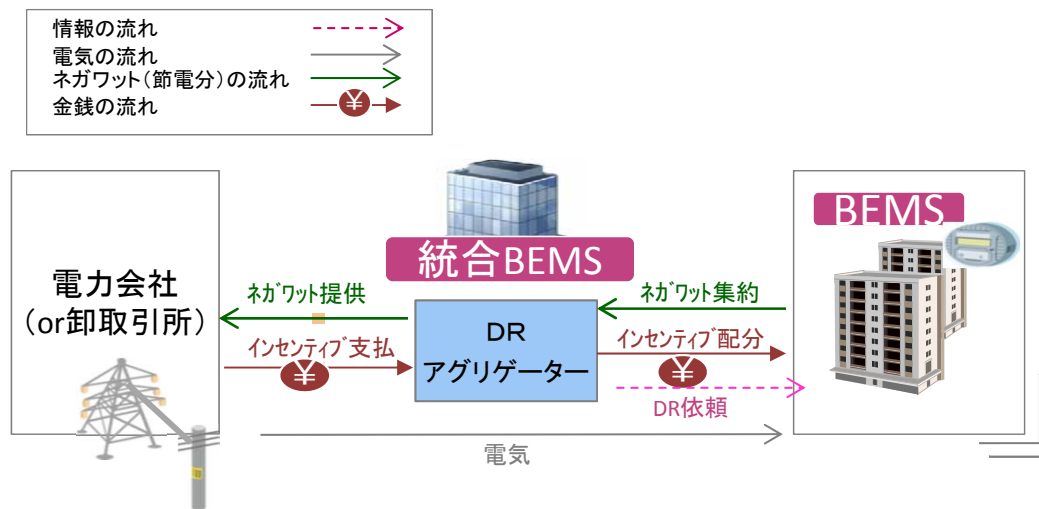 情報の流れ
電気の流れ
ネガワット(節電分)の流れ
金銭の流れ
¥
統合BEMS
BEMS
電力会社
(or卸取引所)
ネガワット提供
インセンティブ支払
¥
DR
アグリゲーター
ネガワット集約
インセンティブ配分
¥
DR依頼
電気